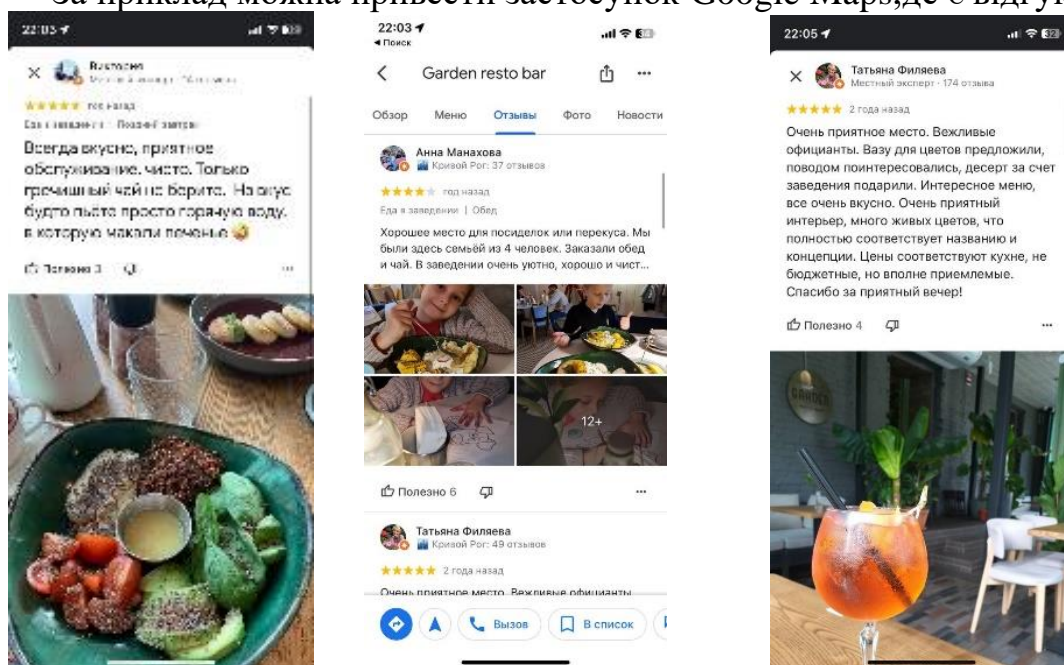 За приклад можна привести застосунок Google Maps,де є відгук
22:03
Виктория
год назад
Всегда вкусно, приятное
обслуживание. чисто. Только
гречишный чай не берите. На вкус
будто пьёте просто горячую воду,
в которую макали печенье
Полезно 3
22:03
Поиск
Garden resto bar
Обзор Меню Отзывы Фото Новости
Анна Манахова
Кривой Рог: 37 отзывов
год назад
Еда в заведении | Обед
Хорошее место для посиделок или перекуса. Мы
были здесь семьёй из 4 человек. Заказали обед
и чай. В заведении очень уютно, хорошо и чист...
12+
Полезно 6
Татьяна Филяева
Кривой Рог: 49 отзывов
2 года назад
Очень приятное место. Вежливые официанты
Вызов В список
22:05
Татьяна Филяева
Местный эксперт · 174 отзыва
2 года назад
Очень приятное место. Вежливые
официанты. Вазу для цветов предложили,
поводом поинтересовались, десерт за счет
заведения подарили. Интересное меню,
все очень вкусно. Очень приятный
интерьер, много живых цветов, что
полностью соответствует названию и
концепции. Цены соответствуют кухне, не
бюджетные, но вполне приемлемые.
Спасибо за приятный вечер!
Полезно 4
GARDEN